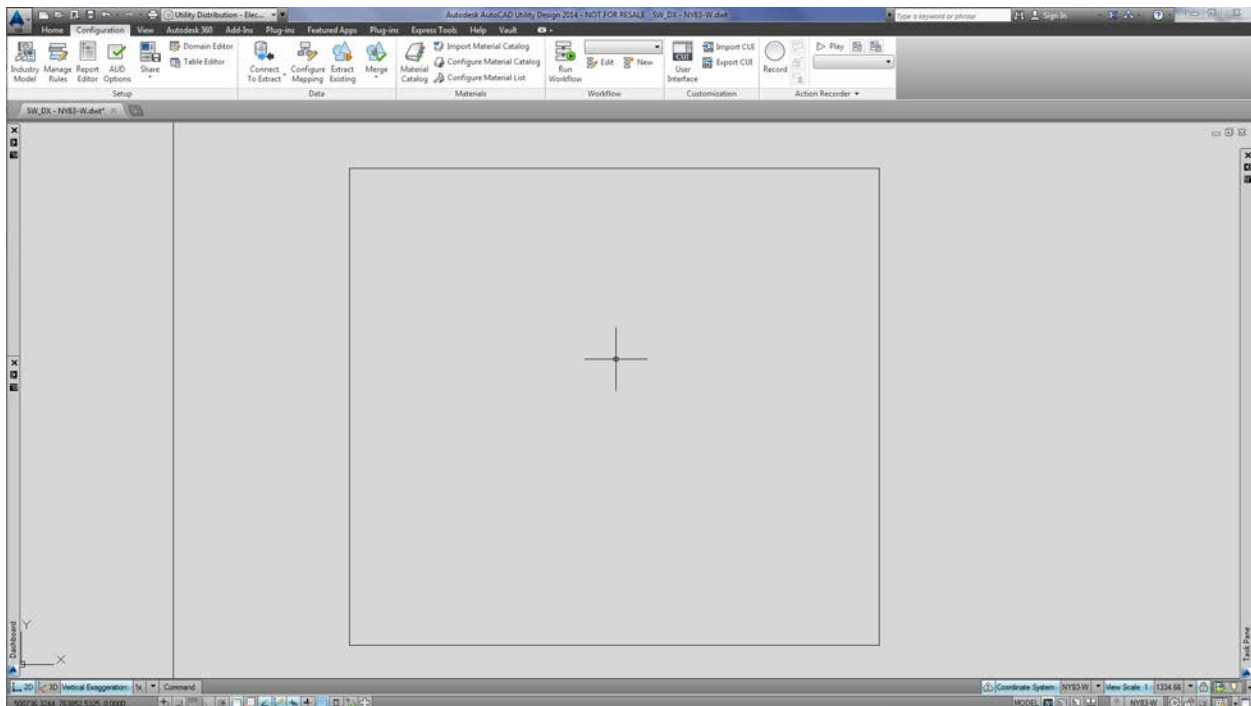 Utility Distribution - Elec...
Autodesk AutoCAD Utility Design 2014 - NOT FOR RESALE SW_DX - NY83-W.dwt
Type a keyword or phrase
Sign In
Home Configuration View Autodesk 360 Add-Ins Plug-ins Featured Apps Plug-ins Express Tools Help Vault
Industry Model
Manage Rules
Report Editor
AUD Options
Share
Domain Editor
Table Editor
Setup
Connect To Extract
Configure Mapping
Extract Existing
Merge
Data
Material Catalog
Import Material Catalog
Configure Material Catalog
Configure Material List
Materials
Run Workflow
Edit
New
Workflow
CUI
User Interface
Import CUI
Export CUI
Customization
Record
Play
Action Recorder
SW_DX - NY83-W.dwt*
Y
X
Dashboard
Task Pane
2D 3D Vertical Exaggeration: 1x Command
Coordinate System: NY83-W View Scale 1: 1334.66
MODEL
NY83-W